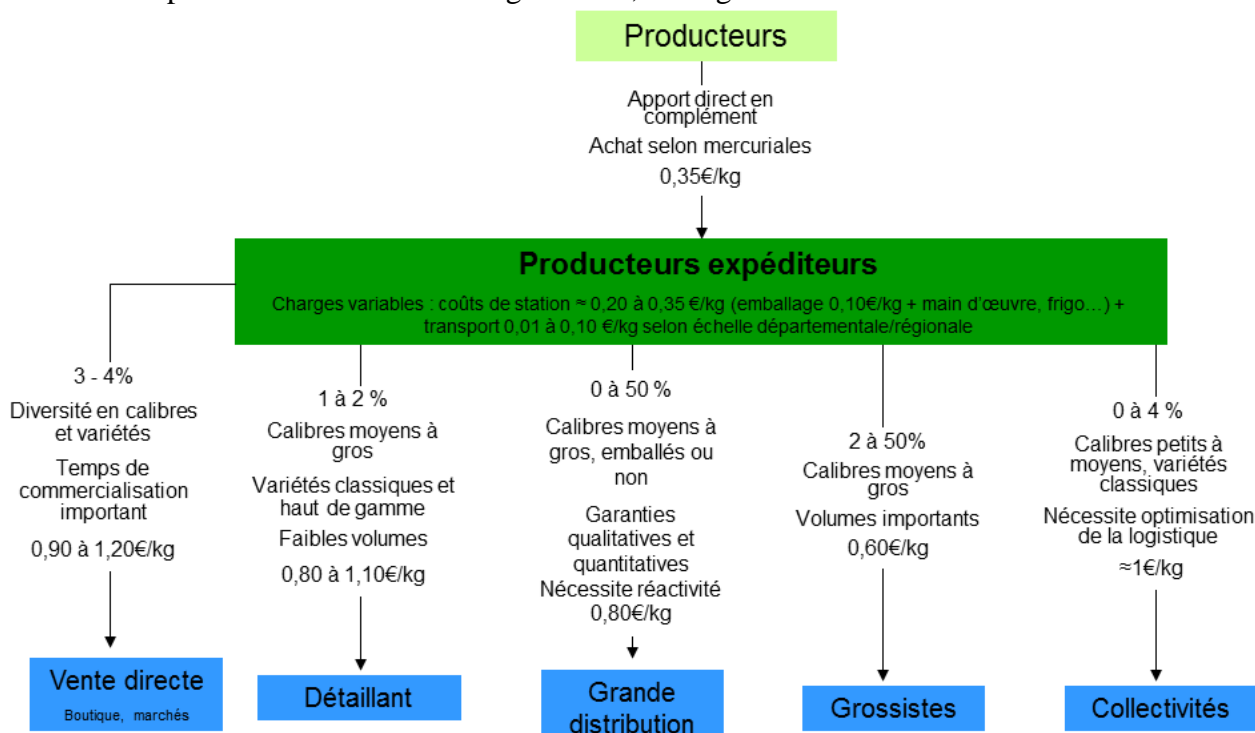 Producteurs
Apport direct en
complément
Achat selon mercuriales
0,35€/kg
Producteurs expéditeurs
Charges variables : coûts de station ≈ 0,20 à 0,35 €/kg (emballage 0,10€/kg + main d'œuvre, frigo…) +
transport 0,01 à 0,10 €/kg selon échelle départementale/régionale
3 - 4%
Diversité en calibres
et variétés
Temps de
commercialisation
important
0,90 à 1,20€/kg
Vente directe
Boutique, marchés
1 à 2 %
Calibres moyens à
gros
Variétés classiques et
haut de gamme
Faibles volumes
0,80 à 1,10€/kg
Détaillant
0 à 50 %
Calibres moyens à
gros, emballés ou
non
Garanties
qualitatives et
quantitatives
Nécessite réactivité
0,80€/kg
Grande
distribution
2 à 50%
Calibres moyens à
gros
Volumes importants
0,60€/kg
Grossistes
0 à 4 %
Calibres petits à
moyens, variétés
classiques
Nécessite optimisation
de la logistique
≈1€/kg
Collectivités